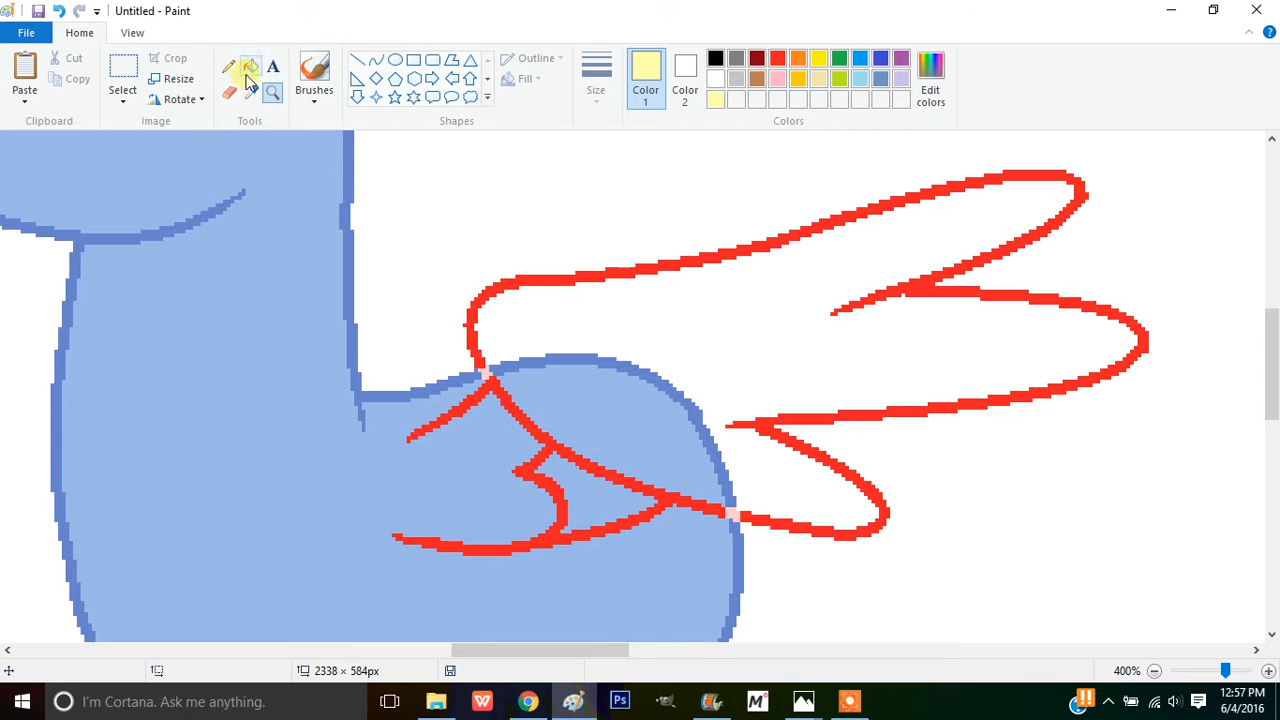 Untitled - Paint
File Home View
Paste
Cut
Copy
Clipboard
Select
Crop
Resize
Rotate
Image
A
Tools
Brushes
Outline
Fill
Shapes
Size
Color 1
Color 2
Edit colors
Colors
2338 × 584px
400%
I'm Cortana. Ask me anything.
W
Ps
M
12:57 PM
6/4/2016